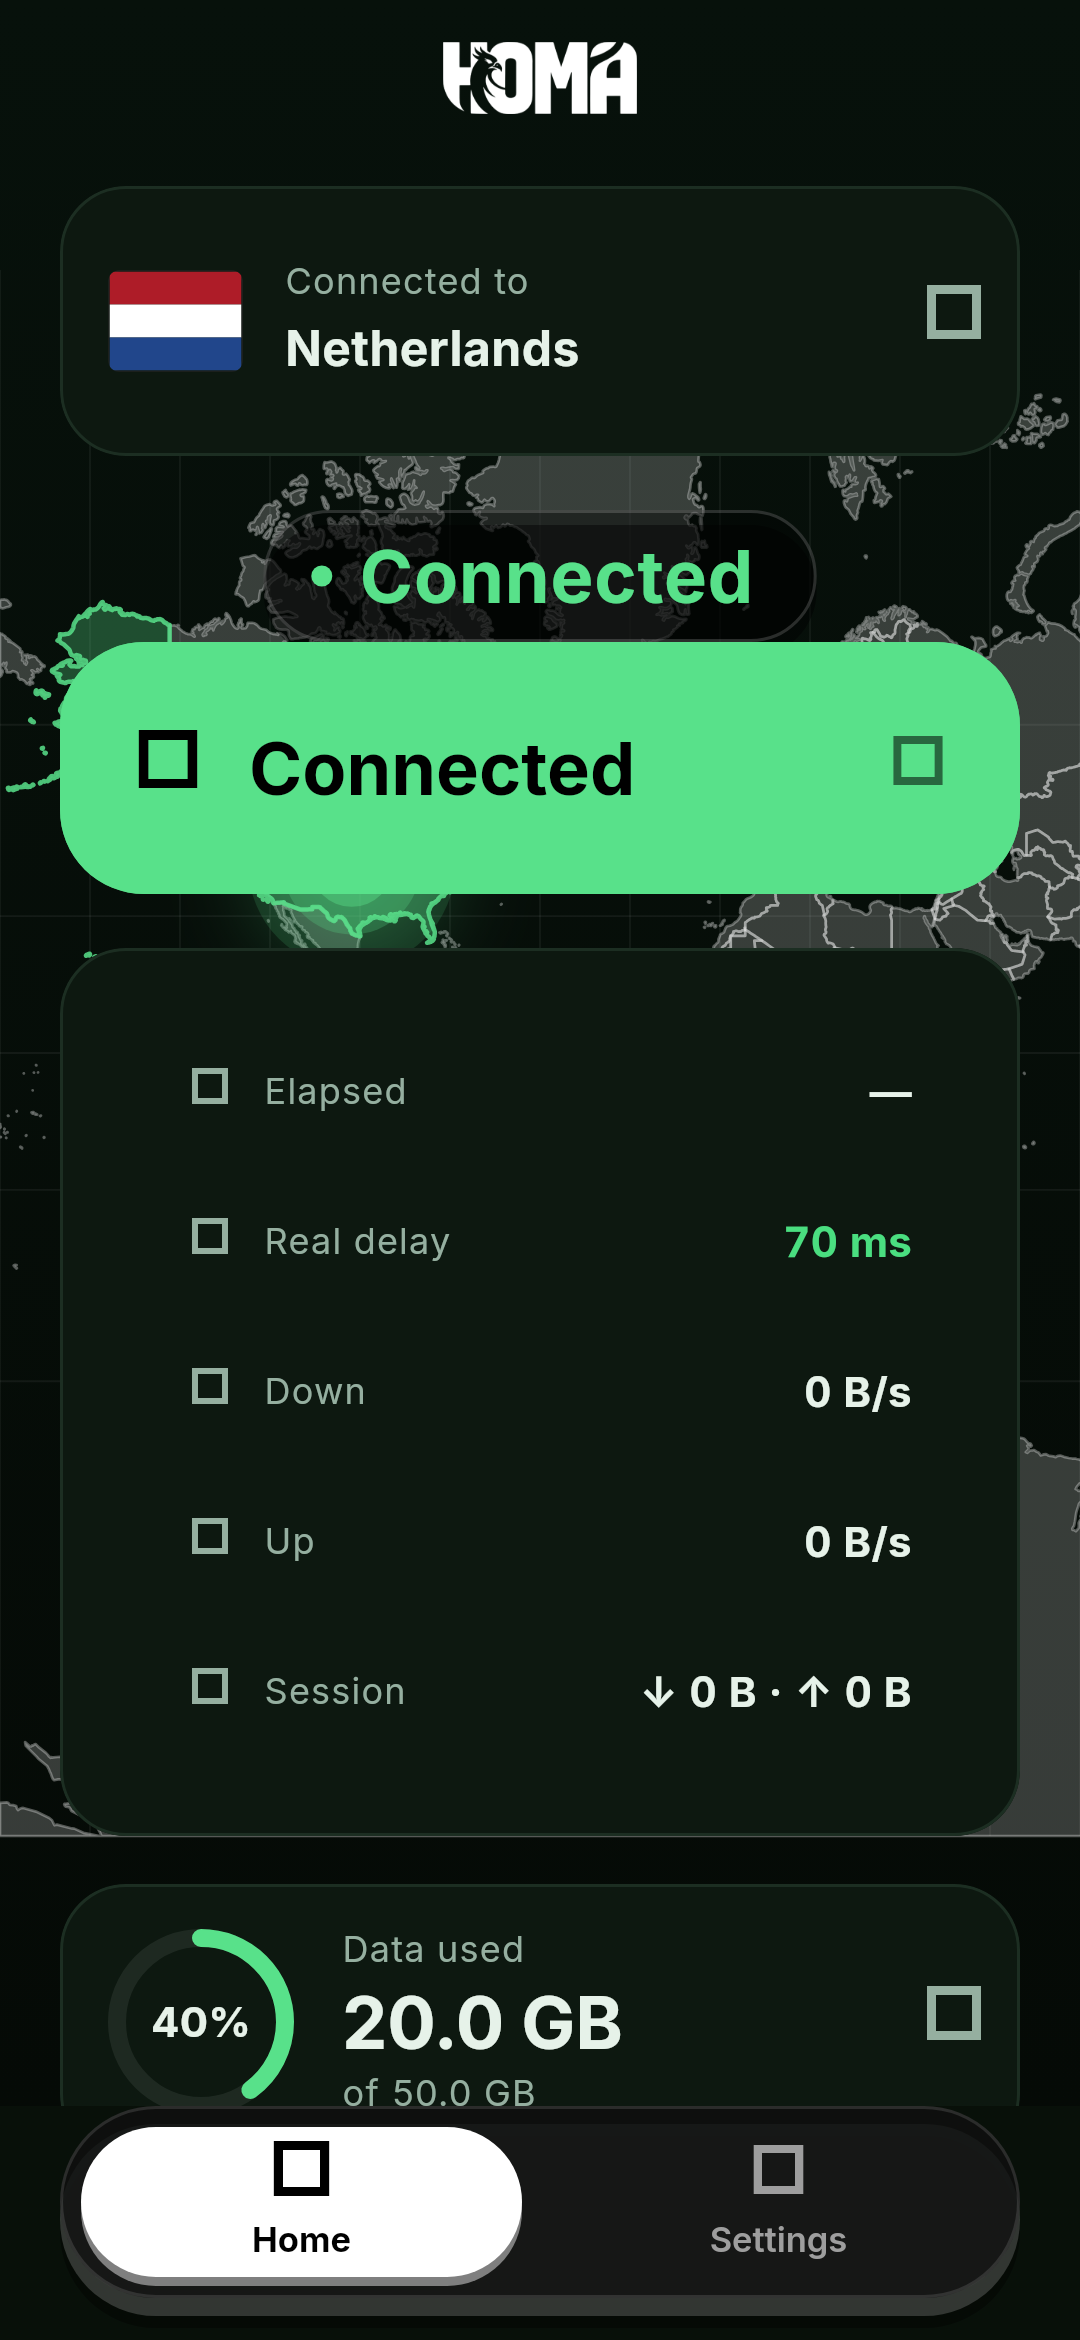 HOMA
Connected to
Netherlands
• Connected
Connected
Elapsed —
Real delay 70 ms
Down 0 B/s
Up 0 B/s
Session ↓ 0 B · ↑ 0 B
Data used
40% 20.0 GB
of 50.0 GB
Home Settings